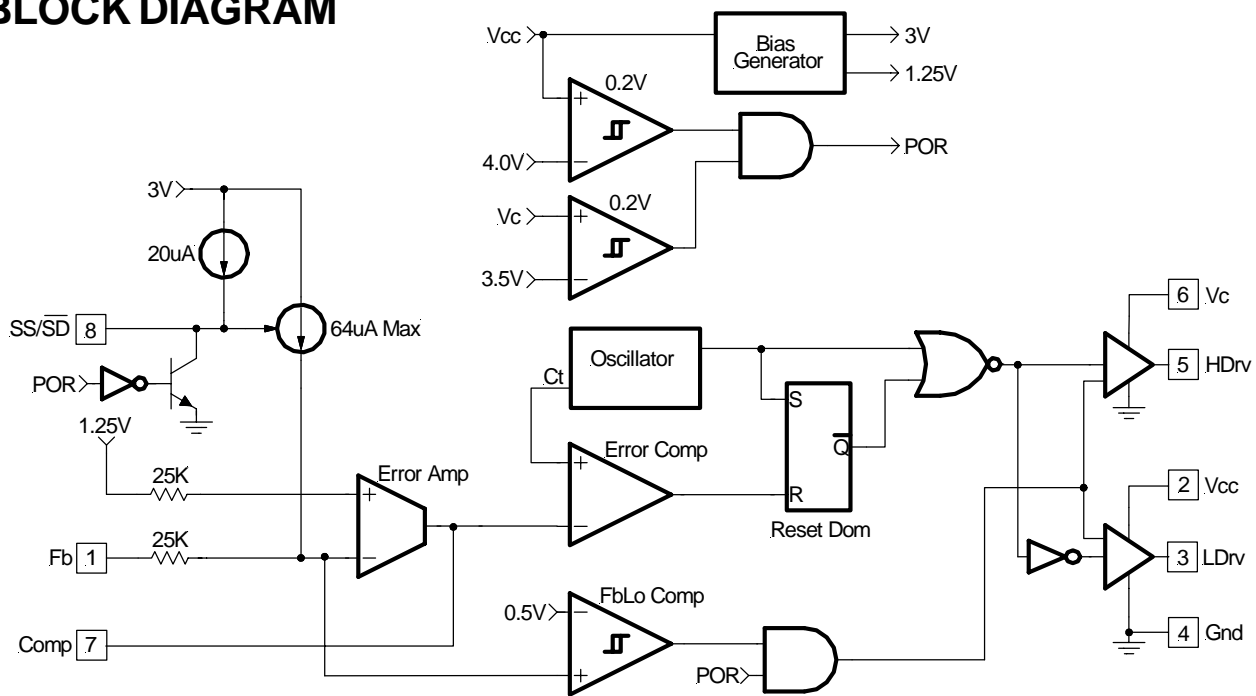 BLOCK DIAGRAM
Vcc
Bias
Generator
3V
1.25V
0.2V
+
4.0V
−
POR
3V
0.2V
Vc
+
20uA
3.5V
−
SS/SD
8
64uA Max
6
Vc
Oscillator
5
HDrv
POR
Ct
1.25V
S
Q
Error Comp
+
Error Amp
25K
+
R
2
Vcc
−
Reset Dom
25K
Fb
1
−
3
LDrv
FbLo Comp
0.5V
−
Comp
7
4
Gnd
+
POR